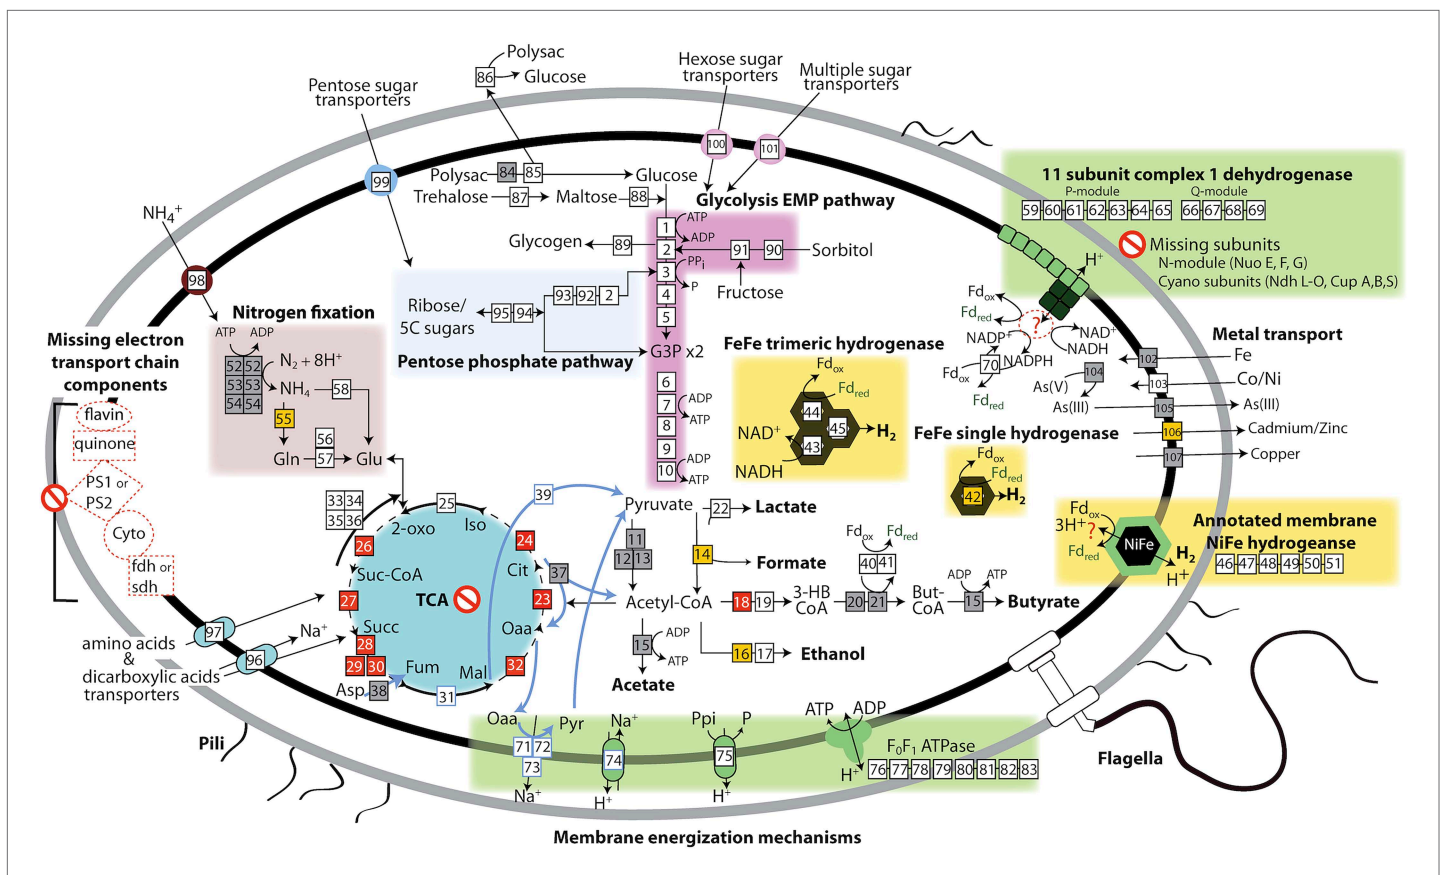 Polysac
86
Glucose
Pentose sugar
transporters
Hexose sugar
transporters
Multiple sugar
transporters
100
101
99
Polysac 84 85 Glucose
Trehalose 87 Maltose 88
Glycolysis EMP pathway
NH4+
98
Glycogen 89
1 ATP
ADP
2 91 90 Sorbitol
3 PPi
P
Fructose
4
5
G3P x2
6
7 ADP
ATP
8
9
10 ADP
ATP
Ribose/
5C sugars
95 94
93 92 2
Pentose phosphate pathway
11 subunit complex 1 dehydrogenase
P-module Q-module
59 60 61 62 63 64 65 66 67 68 69
Missing subunits
N-module (Nuo E, F, G)
Cyano subunits (Ndh L-O, Cup A,B,S)
H+
Fdox
Fdred
?
NADP+
NADPH
NAD+
NADH
70
Fdox
Fdred
Nitrogen fixation
ATP ADP
52 52
53 53
54 54
N2 + 8H+
NH4 58
55
56
57
Gln Glu
Missing electron
transport chain
components
flavin
quinone
PS1 or
PS2
Cyto
fdh or
sdh
FeFe trimeric hydrogenase
Fdox
Fdred
44
45
43
NAD+
NADH
H2
Metal transport
102 Fe
103 Co/Ni
As(V) 104
As(III) 105 As(III)
106 Cadmium/Zinc
107 Copper
FeFe single hydrogenase
Fdox
Fdred
42
H2
Annotated membrane
NiFe hydrogeanse
46 47 48 49 50 51
Fdox
3H+
?
Fdred
NiFe
H2
H+
33 34
35 36
25
2-oxo Iso
26 24
Cit
Suc-CoA
TCA
27 23
Oaa
Succ
28
29 30
Fum
Mal
32
31
Asp 38
37
39
Pyruvate 22 Lactate
11
12 13
14 Formate
Acetyl-CoA 18 19 3-HB
CoA
20 21
Fdox Fdred
40 41
But-
CoA
ADP ATP
15 Butyrate
15 ADP
ATP
Acetate
16 17 Ethanol
97
96
Na+
amino acids
&
dicarboxylic acids
transporters
Pili
Oaa Pyr
71 72
73
Na+
Na+
74
H+
Ppi P
75
H+
ATP ADP
H+
F0F1 ATPase
76 77 78 79 80 81 82 83
Flagella
Membrane energization mechanisms